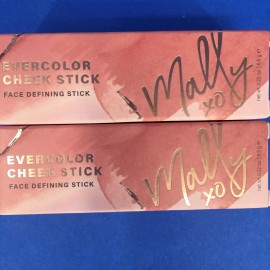 EVERCOLOR
CHEEK STICK
FACE DEFINING STICK
Mally
xo
EVERCOLOR
CHEEK STICK
FACE DEFINING STICK
Mally
xo